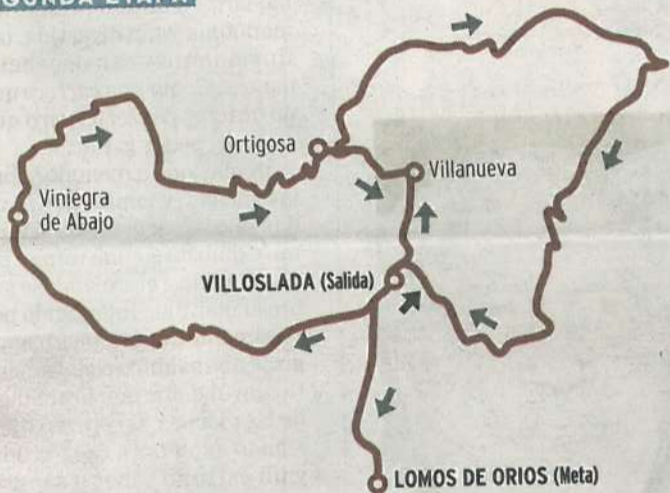 Ortigosa
Villanueva
Viniegra
de Abajo
VILLOSLADA (Salida)
LOMOS DE ORIOS (Meta)